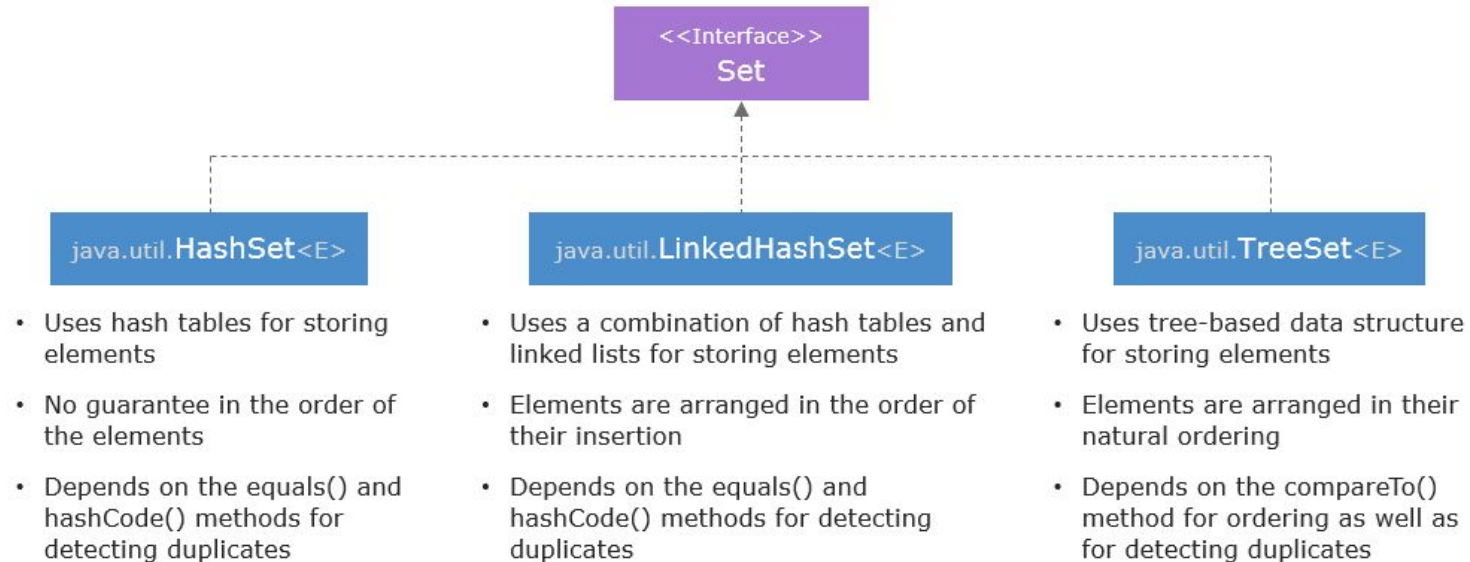 <<Interface>>
Set
java.util.HashSet<E>
• Uses hash tables for storing
elements
• No guarantee in the order of
the elements
• Depends on the equals() and
hashCode() methods for
detecting duplicates
java.util.LinkedHashSet<E>
• Uses a combination of hash tables and
linked lists for storing elements
• Elements are arranged in the order of
their insertion
• Depends on the equals() and
hashCode() methods for detecting
duplicates
java.util.TreeSet<E>
• Uses tree-based data structure
for storing elements
• Elements are arranged in their
natural ordering
• Depends on the compareTo()
method for ordering as well as
for detecting duplicates